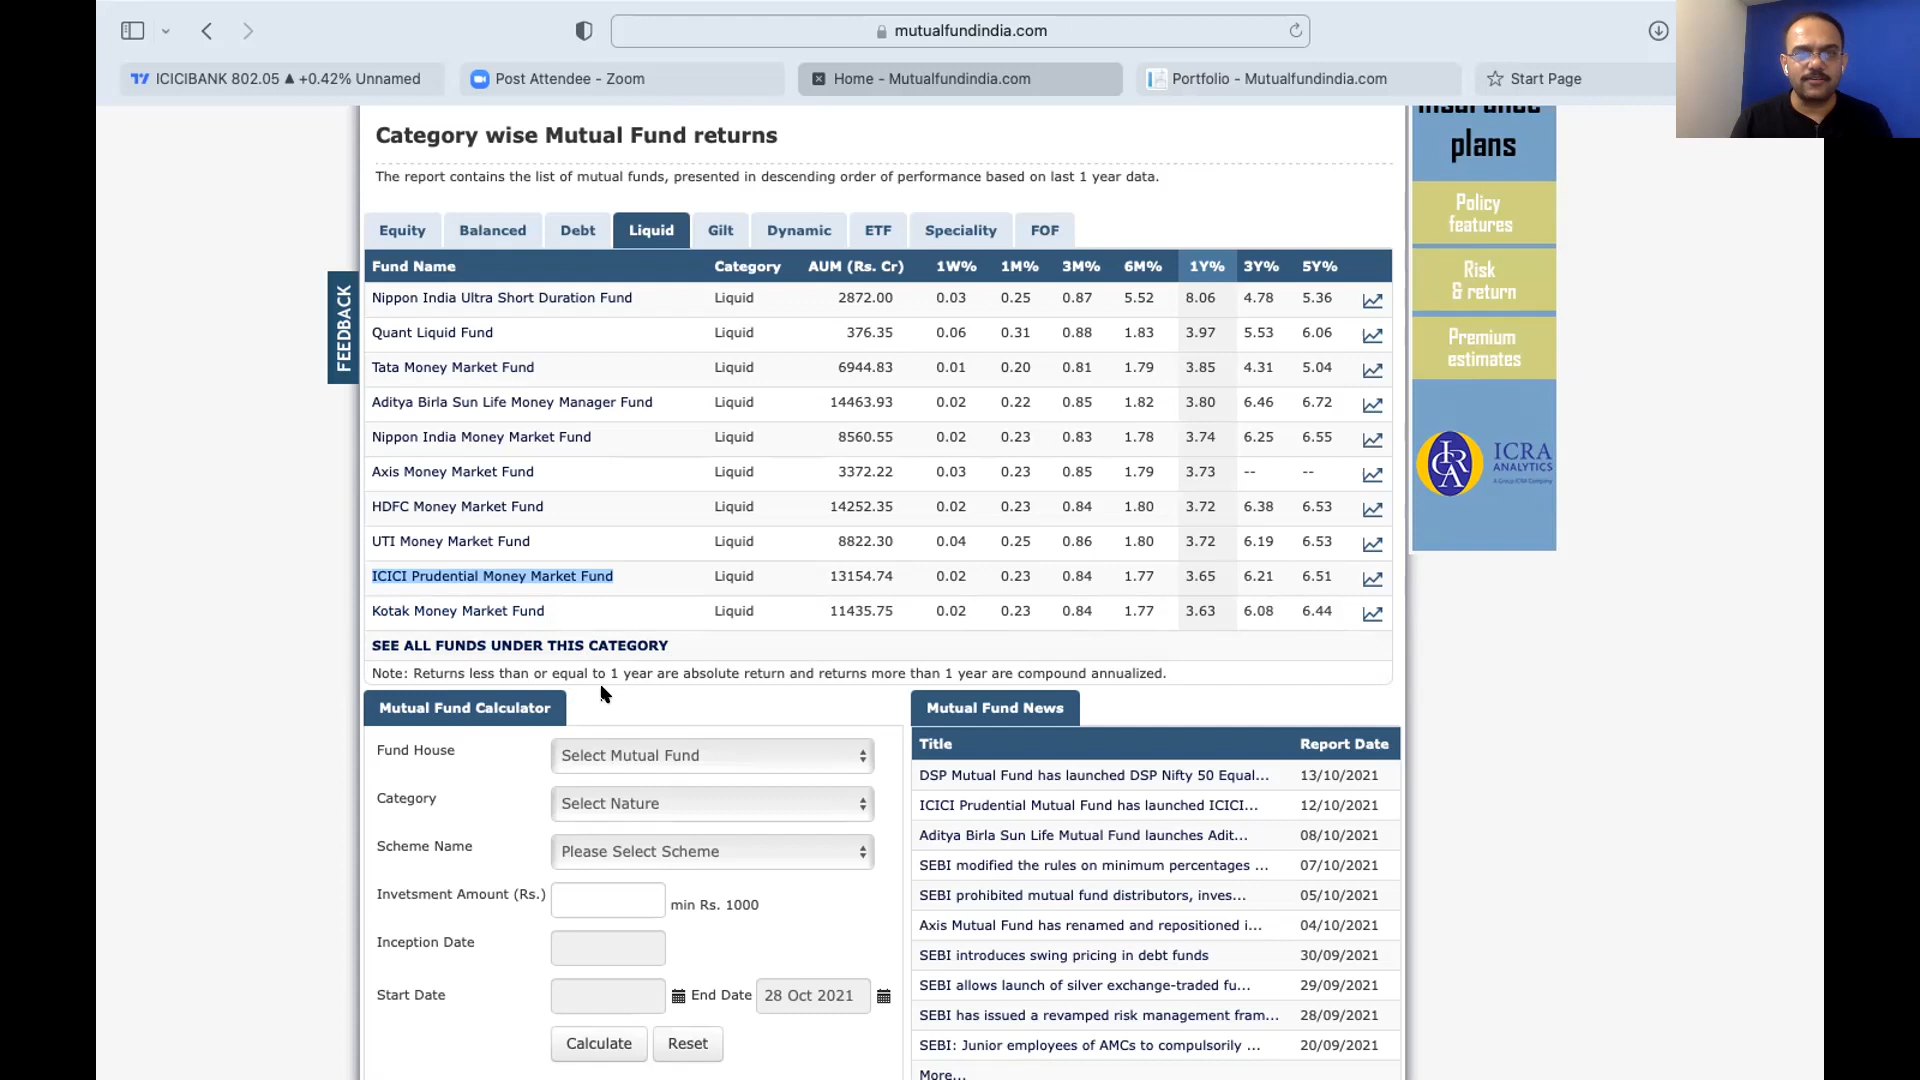 mutualfundindia.com
ICICIBANK 802.05 ▲ +0.42% Unnamed
Post Attendee - Zoom
Home - Mutualfundindia.com
Portfolio - Mutualfundindia.com
Start Page
Category wise Mutual Fund returns
The report contains the list of mutual funds, presented in descending order of performance based on last 1 year data.
Equity Balanced Debt Liquid Gilt Dynamic ETF Speciality FOF
Fund Name Category AUM (Rs. Cr) 1W% 1M% 3M% 6M% 1Y% 3Y% 5Y%
Nippon India Ultra Short Duration Fund Liquid 2872.00 0.03 0.25 0.87 5.52 8.06 4.78 5.36
Quant Liquid Fund Liquid 376.35 0.06 0.31 0.88 1.83 3.97 5.53 6.06
Tata Money Market Fund Liquid 6944.83 0.01 0.20 0.81 1.79 3.85 4.31 5.04
Aditya Birla Sun Life Money Manager Fund Liquid 14463.93 0.02 0.22 0.85 1.82 3.80 6.46 6.72
Nippon India Money Market Fund Liquid 8560.55 0.02 0.23 0.83 1.78 3.74 6.25 6.55
Axis Money Market Fund Liquid 3372.22 0.03 0.23 0.85 1.79 3.73 -- --
HDFC Money Market Fund Liquid 14252.35 0.02 0.23 0.84 1.80 3.72 6.38 6.53
UTI Money Market Fund Liquid 8822.30 0.04 0.25 0.86 1.80 3.72 6.19 6.53
ICICI Prudential Money Market Fund Liquid 13154.74 0.02 0.23 0.84 1.77 3.65 6.21 6.51
Kotak Money Market Fund Liquid 11435.75 0.02 0.23 0.84 1.77 3.63 6.08 6.44
SEE ALL FUNDS UNDER THIS CATEGORY
Note: Returns less than or equal to 1 year are absolute return and returns more than 1 year are compound annualized.
FEEDBACK
insurance
plans
Policy
features
Risk
& return
Premium
estimates
ICRA
ANALYTICS
A Group ICRA Company
Mutual Fund Calculator
Fund House Select Mutual Fund
Category Select Nature
Scheme Name Please Select Scheme
Invetsment Amount (Rs.) min Rs. 1000
Inception Date
Start Date End Date 28 Oct 2021
Calculate Reset
Mutual Fund News
Title Report Date
DSP Mutual Fund has launched DSP Nifty 50 Equal... 13/10/2021
ICICI Prudential Mutual Fund has launched ICICI... 12/10/2021
Aditya Birla Sun Life Mutual Fund launches Adit... 08/10/2021
SEBI modified the rules on minimum percentages ... 07/10/2021
SEBI prohibited mutual fund distributors, inves... 05/10/2021
Axis Mutual Fund has renamed and repositioned i... 04/10/2021
SEBI introduces swing pricing in debt funds 30/09/2021
SEBI allows launch of silver exchange-traded fu... 29/09/2021
SEBI has issued a revamped risk management fram... 28/09/2021
SEBI: Junior employees of AMCs to compulsorily ... 20/09/2021
More...